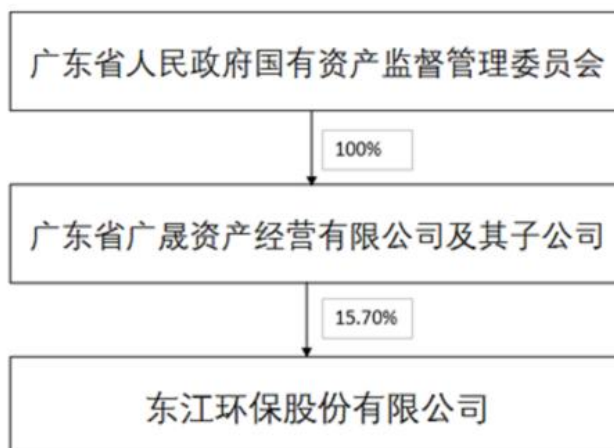 广东省人民政府国有资产监督管理委员会
100%
广东省广晟资产经营有限公司及其子公司
15.70%
东江环保股份有限公司